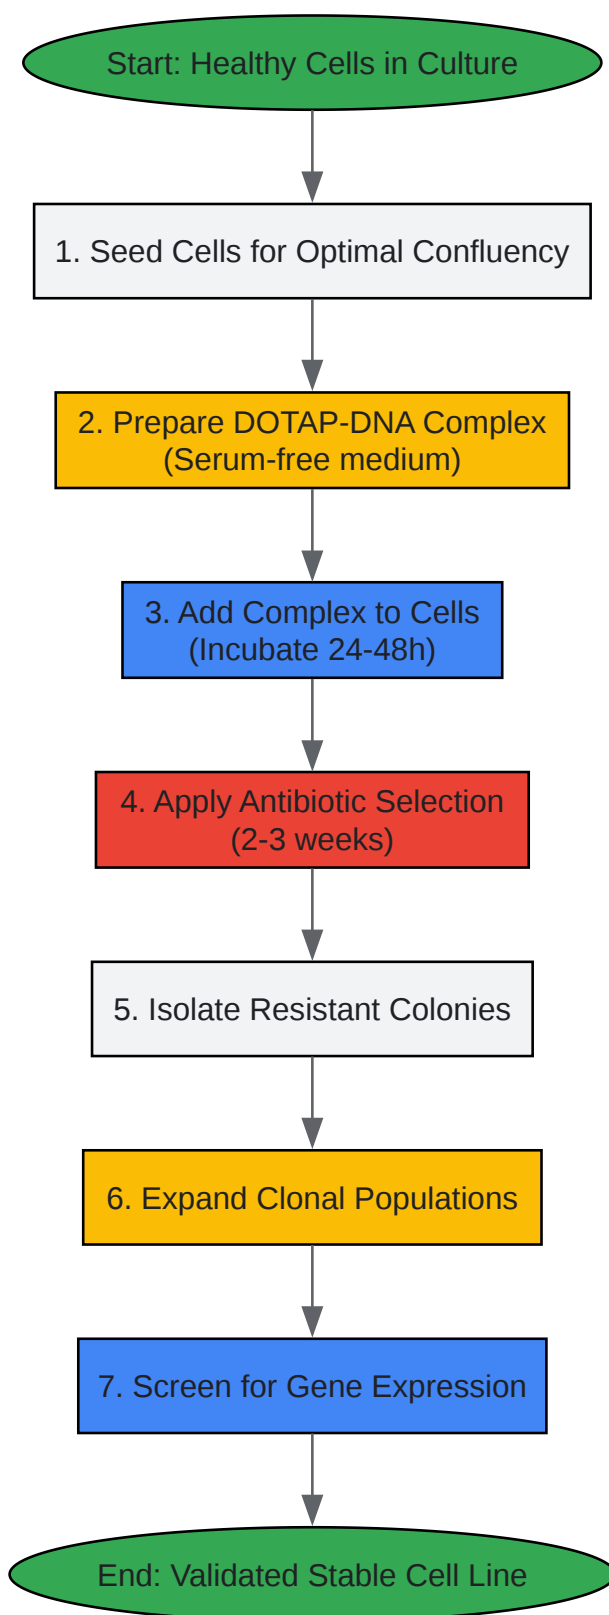 Start: Healthy Cells in Culture
1. Seed Cells for Optimal Confluency
2. Prepare DOTAP-DNA Complex
(Serum-free medium)
3. Add Complex to Cells
(Incubate 24-48h)
4. Apply Antibiotic Selection
(2-3 weeks)
5. Isolate Resistant Colonies
6. Expand Clonal Populations
7. Screen for Gene Expression
End: Validated Stable Cell Line